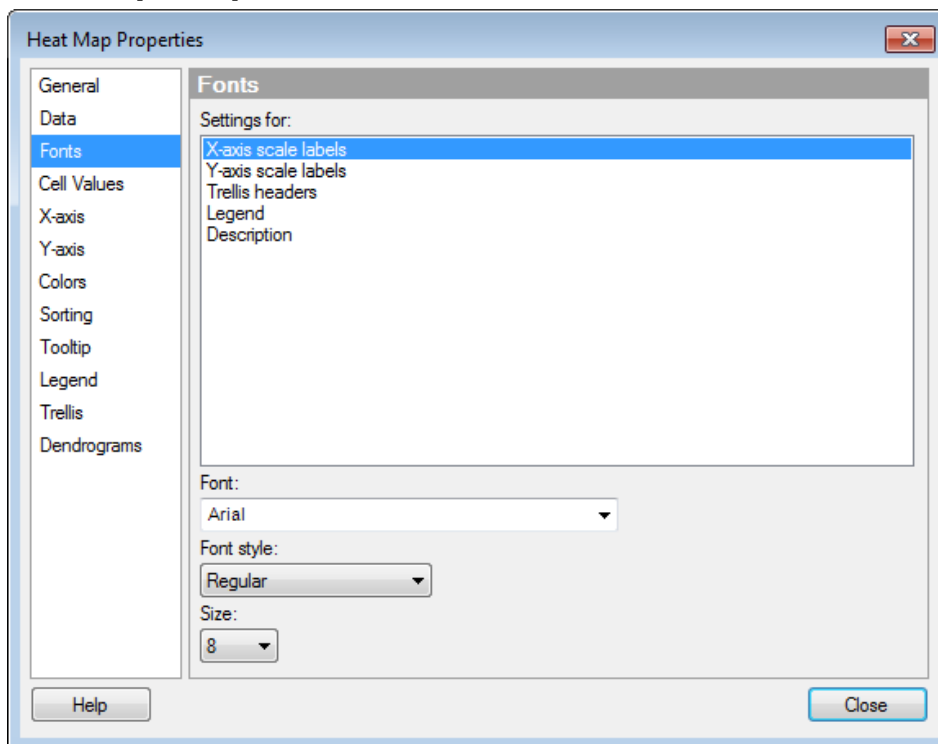 Heat Map Properties
General
Data
Fonts
Cell Values
X-axis
Y-axis
Colors
Sorting
Tooltip
Legend
Trellis
Dendrograms
Fonts
Settings for:
X-axis scale labels
Y-axis scale labels
Trellis headers
Legend
Description
Font:
Arial
Font style:
Regular
Size:
8
Help
Close